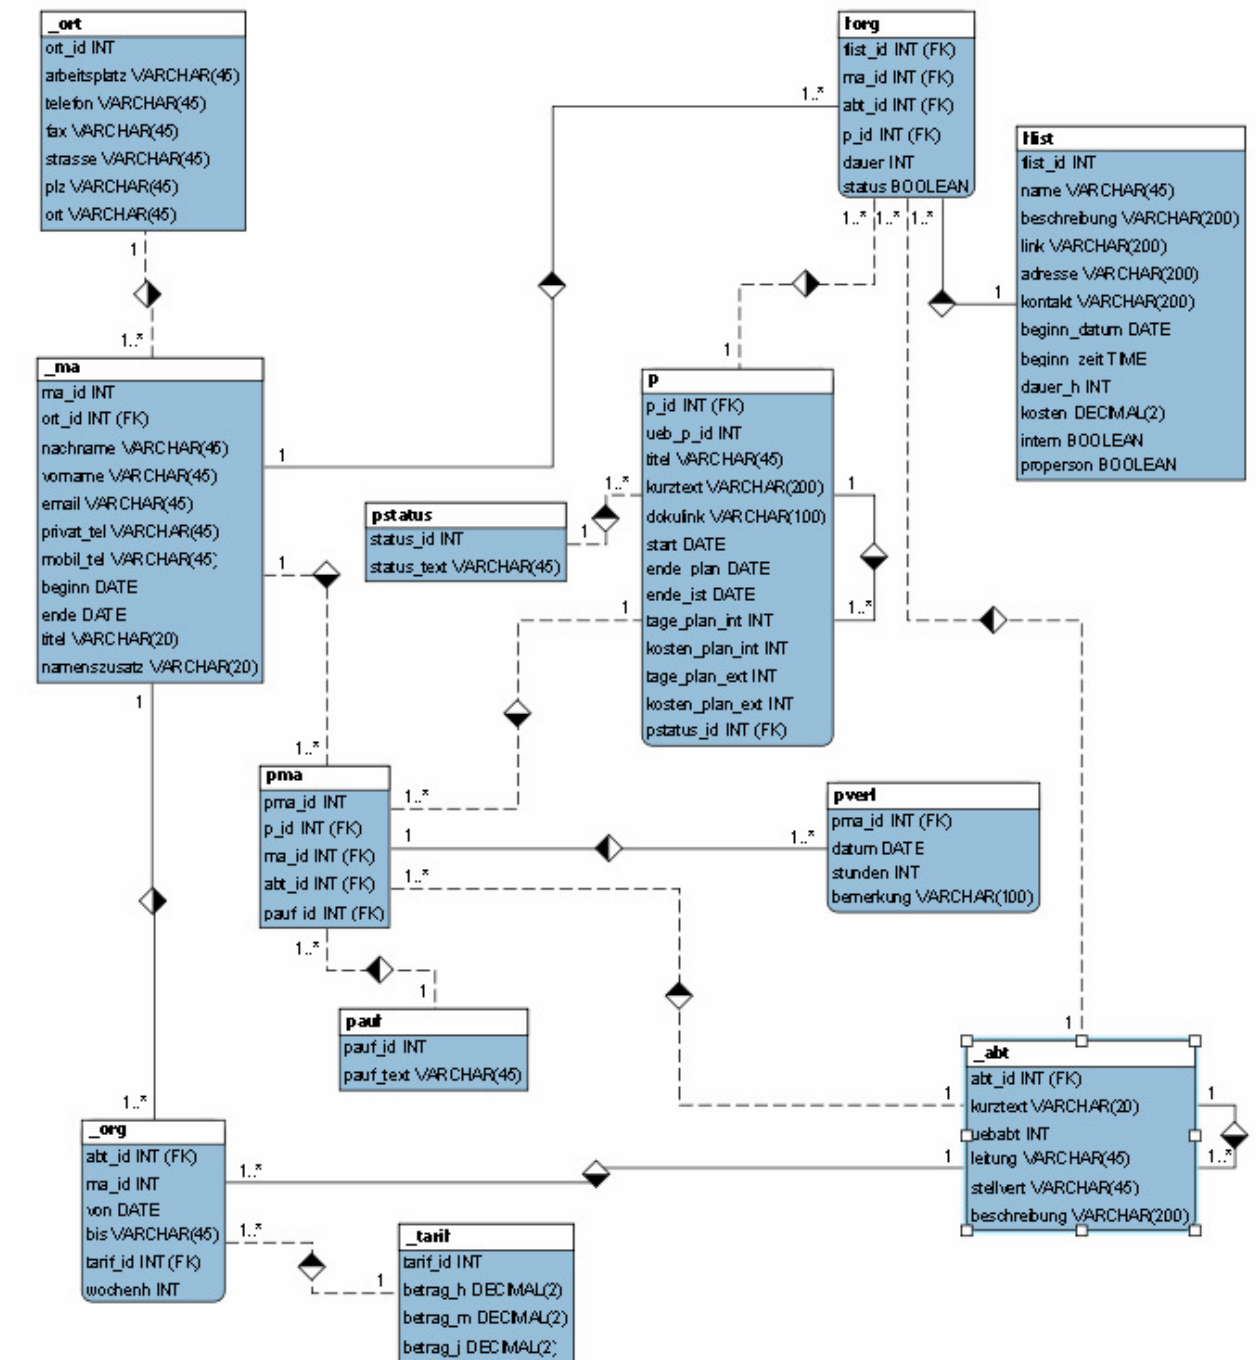 _ort
ort_id INT
arbeitsplatz VARCHAR(45)
telefon VARCHAR(45)
fax VARCHAR(45)
strasse VARCHAR(45)
plz VARCHAR(45)
ort VARCHAR(45)
1
1..*
forg
flist_id INT (FK)
ma_id INT (FK)
abt_id INT (FK)
p_id INT (FK)
dauer INT
status BOOLEAN
1..*
1..*
1..*
1..*
flist
flist_id INT
name VARCHAR(45)
beschreibung VARCHAR(200)
link VARCHAR(200)
adresse VARCHAR(200)
kontakt VARCHAR(200)
beginn_datum DATE
beginn_zeit TIME
dauer_h INT
kosten DECIMAL(2)
intern BOOLEAN
properson BOOLEAN
1
_ma
ma_id INT
ort_id INT (FK)
nachname VARCHAR(45)
vorname VARCHAR(45)
email VARCHAR(45)
privat_tel VARCHAR(45)
mobil_tel VARCHAR(45)
beginn DATE
ende DATE
titel VARCHAR(20)
namenszusatz VARCHAR(20)
1
1
1
1
p
p_id INT (FK)
ueb_p_id INT
titel VARCHAR(45)
kurztext VARCHAR(200)
dokulink VARCHAR(100)
start DATE
ende_plan DATE
ende_ist DATE
tage_plan_int INT
kosten_plan_int INT
tage_plan_ext INT
kosten_plan_ext INT
pstatus_id INT (FK)
1..*
1
1
1..*
pstatus
status_id INT
status_text VARCHAR(45)
1
1..*
pma
pma_id INT
p_id INT (FK)
ma_id INT (FK)
abt_id INT (FK)
pauf_id INT (FK)
1..*
1
1..*
1..*
pverf
pma_id INT (FK)
datum DATE
stunden INT
bemerkung VARCHAR(100)
1..*
pauf
pauf_id INT
pauf_text VARCHAR(45)
1
1
_abt
abt_id INT (FK)
kurztext VARCHAR(20)
uebabt INT
leitung VARCHAR(45)
stellvert VARCHAR(45)
beschreibung VARCHAR(200)
1
1
1
1..*
1..*
_org
abt_id INT (FK)
ma_id INT
von DATE
bis VARCHAR(45)
tarif_id INT (FK)
wochenh INT
1..*
1..*
_tarif
tarif_id INT
betrag_h DECIMAL(2)
betrag_m DECIMAL(2)
betrag_j DECIMAL(2)
1